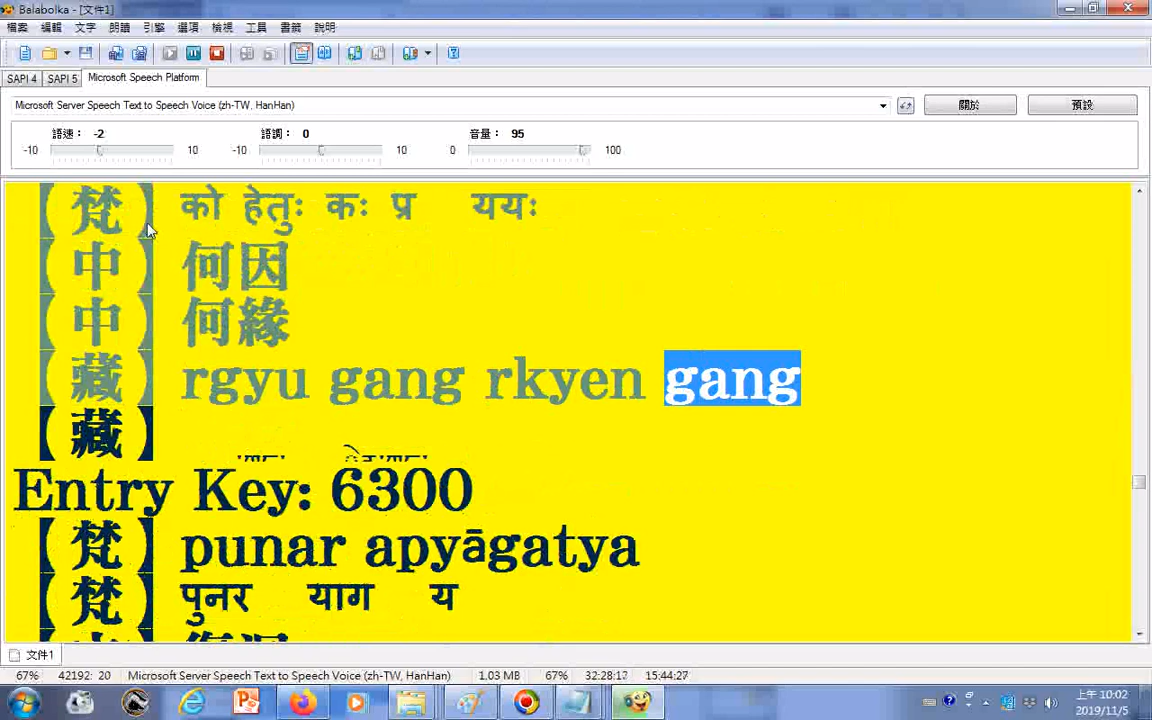 Balabolka - [文件1]
檔案 編輯 文字 朗讀 引擎 選項 檢視 工具 書籤 說明
SAPI 4 SAPI 5 Microsoft Speech Platform
Microsoft Server Speech Text to Speech Voice (zh-TW, HanHan) 關於 預設
語速： -2 語調： 0 音量： 95
-10 10 -10 10 0 100
【梵】 को हेतुः कः प्र ययः
【中】 何因
【中】 何緣
【藏】 rgyu gang rkyen gang
【藏】
Entry Key: 6300
【梵】 punar apyāgatya
【梵】 पुनर याग य
文件1
67% 42192: 20 Microsoft Server Speech Text to Speech Voice (zh-TW, HanHan) 1.03 MB 67% 32:28:17 15:44:27
上午 10:02
2019/11/5